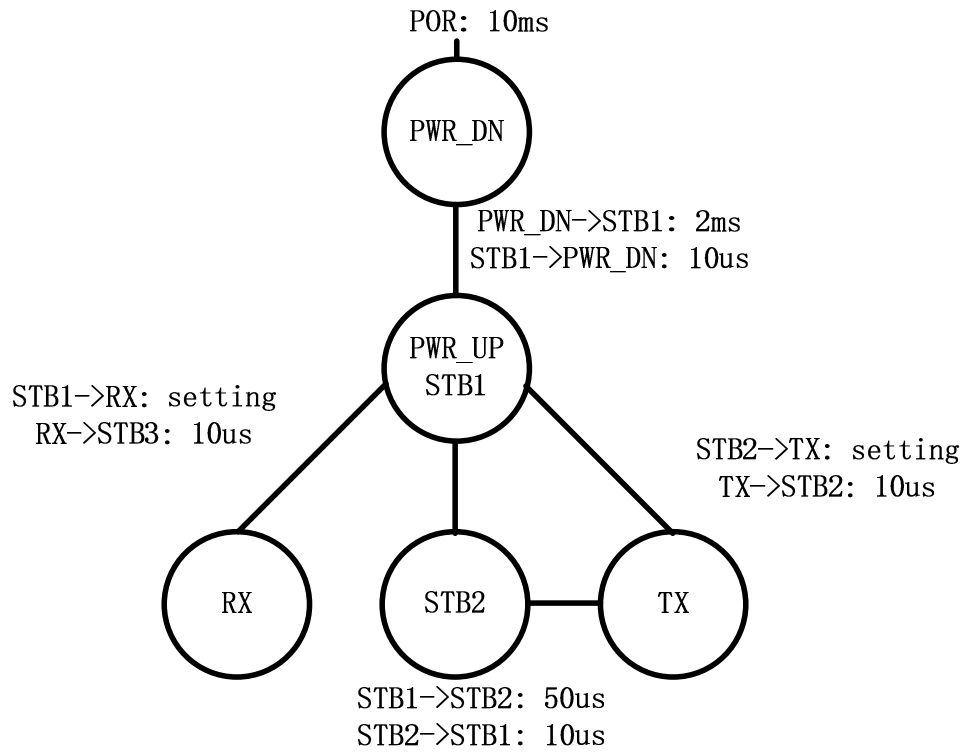 POR: 10ms
PWR_DN
PWR_DN->STB1: 2ms
STB1->PWR_DN: 10us
PWR_UP
STB1
STB1->RX: setting
RX->STB3: 10us
STB2->TX: setting
TX->STB2: 10us
RX
STB2
TX
STB1->STB2: 50us
STB2->STB1: 10us